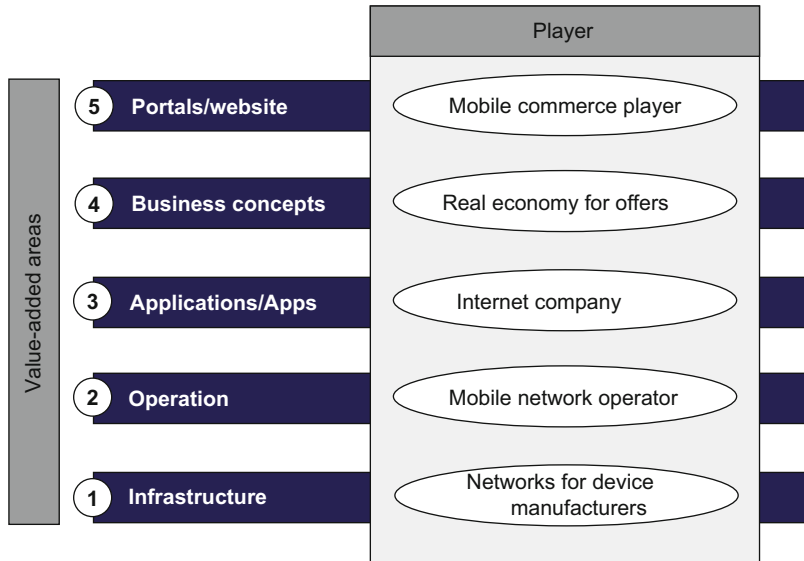 Player
5 Portals/website Mobile commerce player
4 Business concepts Real economy for offers
3 Applications/Apps Internet company
2 Operation Mobile network operator
1 Infrastructure Networks for device
manufacturers
Value-added areas